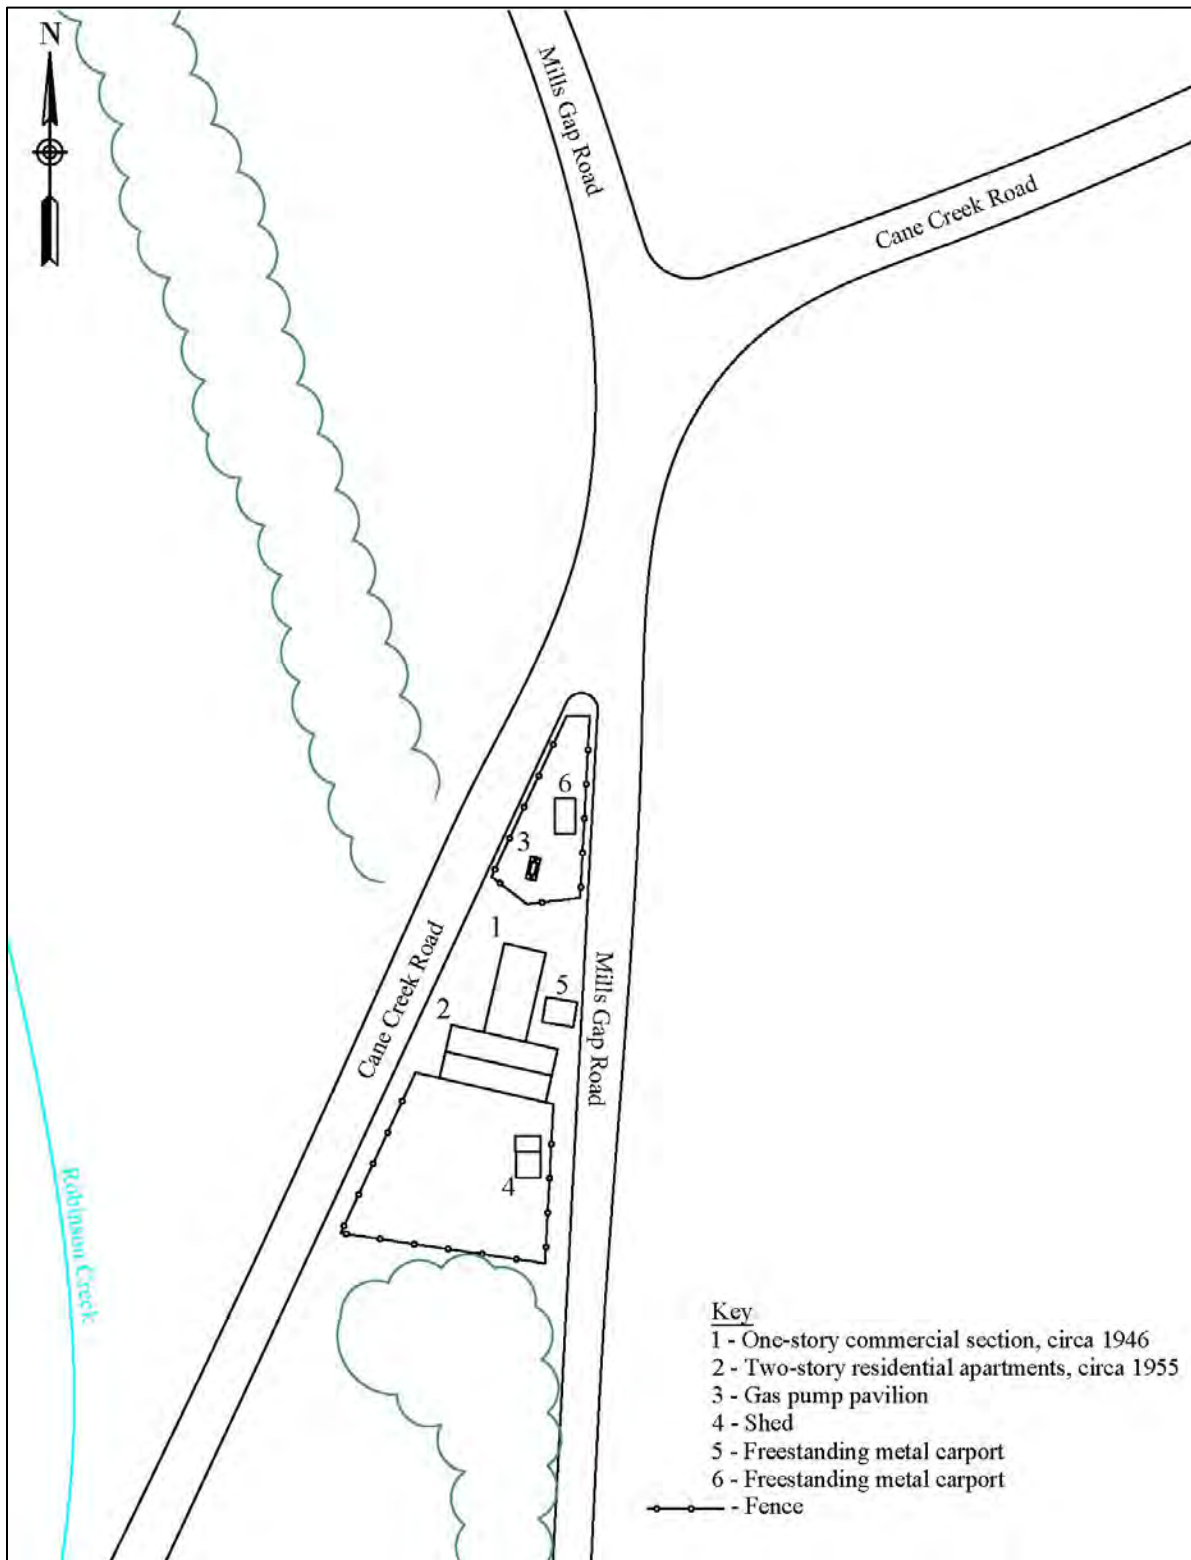 N
Mills Gap Road
Cane Creek Road
6
3
1
5
2
Cane Creek Road
Mills Gap Road
4
Robinson Creek
Key
1 - One-story commercial section, circa 1946
2 - Two-story residential apartments, circa 1955
3 - Gas pump pavilion
4 - Shed
5 - Freestanding metal carport
6 - Freestanding metal carport
- Fence